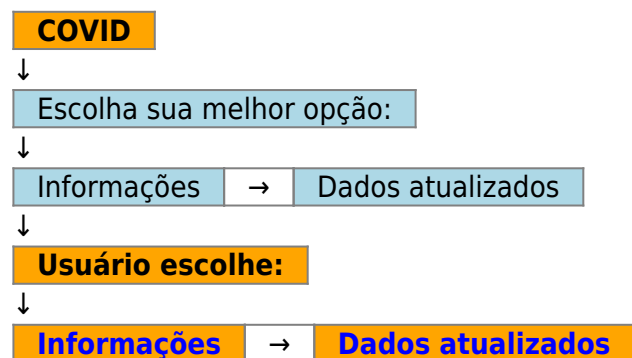 COVID
↓
Escolha sua melhor opção:
↓
Informações → Dados atualizados
↓
Usuário escolhe:
↓
Informações → Dados atualizados